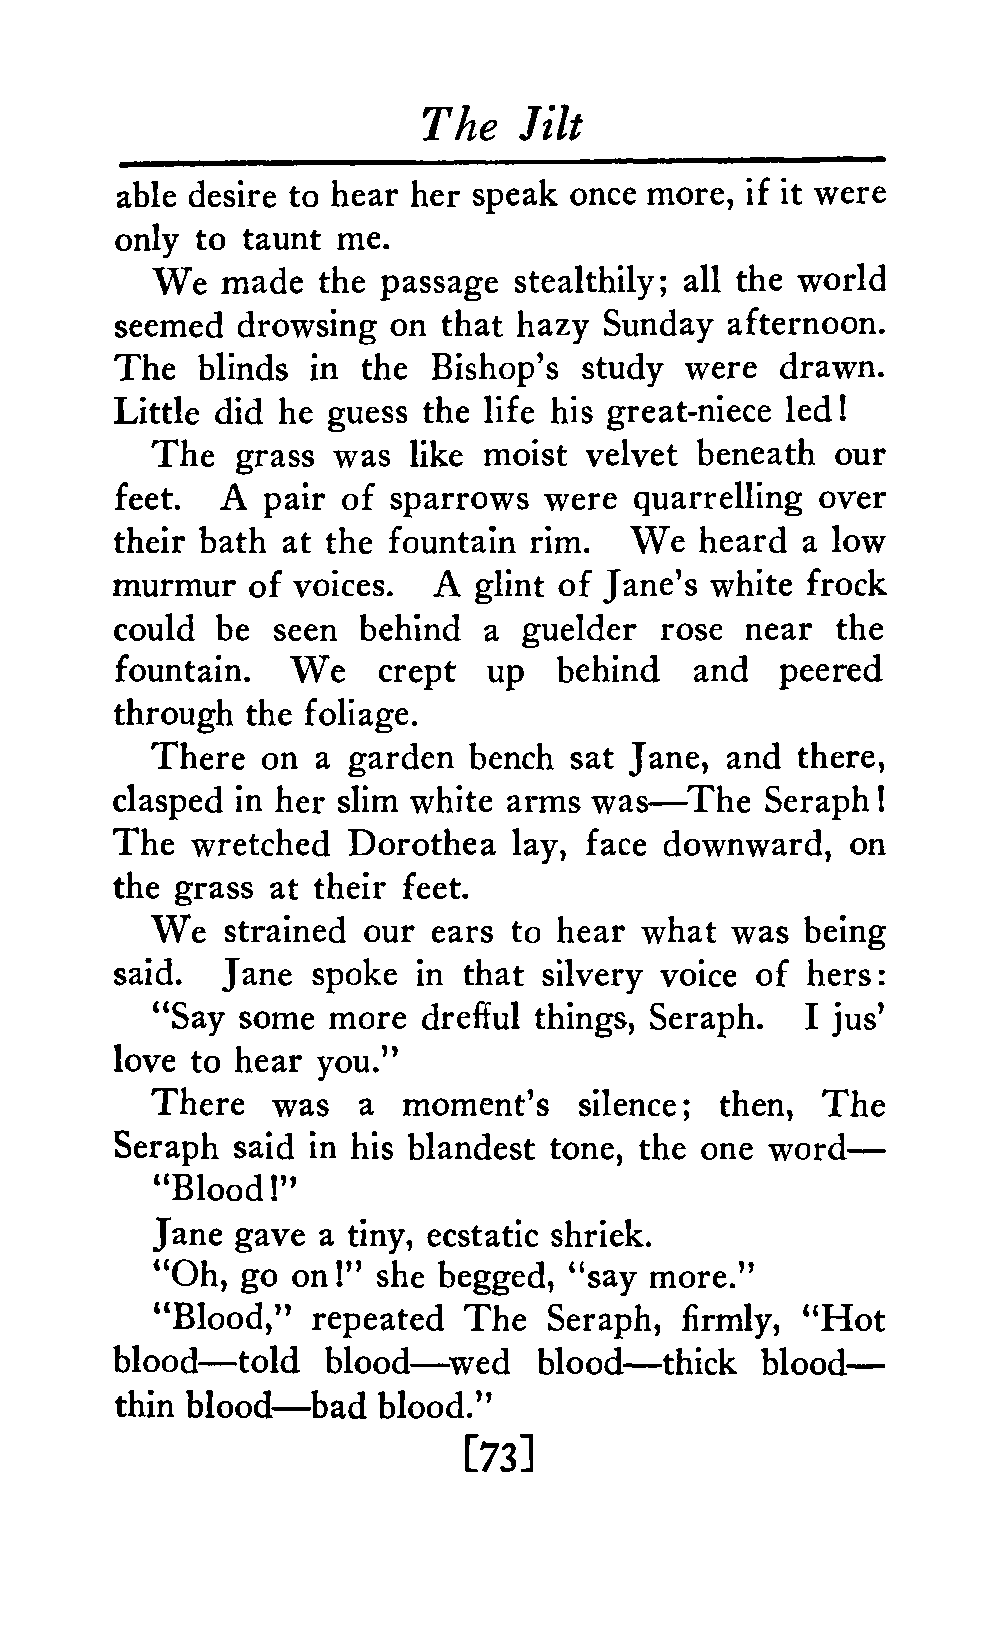 The Jilt
able desire to hear her speak once more, if it were
only to taunt me.
We made the passage stealthily; all the world
seemed drowsing on that hazy Sunday afternoon.
The blinds in the Bishop's study were drawn.
Little did he guess the life his great-niece led!
The grass was like moist velvet beneath our
feet. A pair of sparrows were quarrelling over
their bath at the fountain rim. We heard a low
murmur of voices. A glint of Jane's white frock
could be seen behind a guelder rose near the
fountain. We crept up behind and peered
through the foliage.
There on a garden bench sat Jane, and there,
clasped in her slim white arms was—The Seraph!
The wretched Dorothea lay, face downward, on
the grass at their feet.
We strained our ears to hear what was being
said. Jane spoke in that silvery voice of hers:
"Say some more drefful things, Seraph. I jus'
love to hear you."
There was a moment's silence; then, The
Seraph said in his blandest tone, the one word—
"Blood!"
Jane gave a tiny, ecstatic shriek.
"Oh, go on!" she begged, "say more."
"Blood," repeated The Seraph, firmly, "Hot
blood—told blood—wed blood—thick blood—
thin blood—bad blood."
[73]